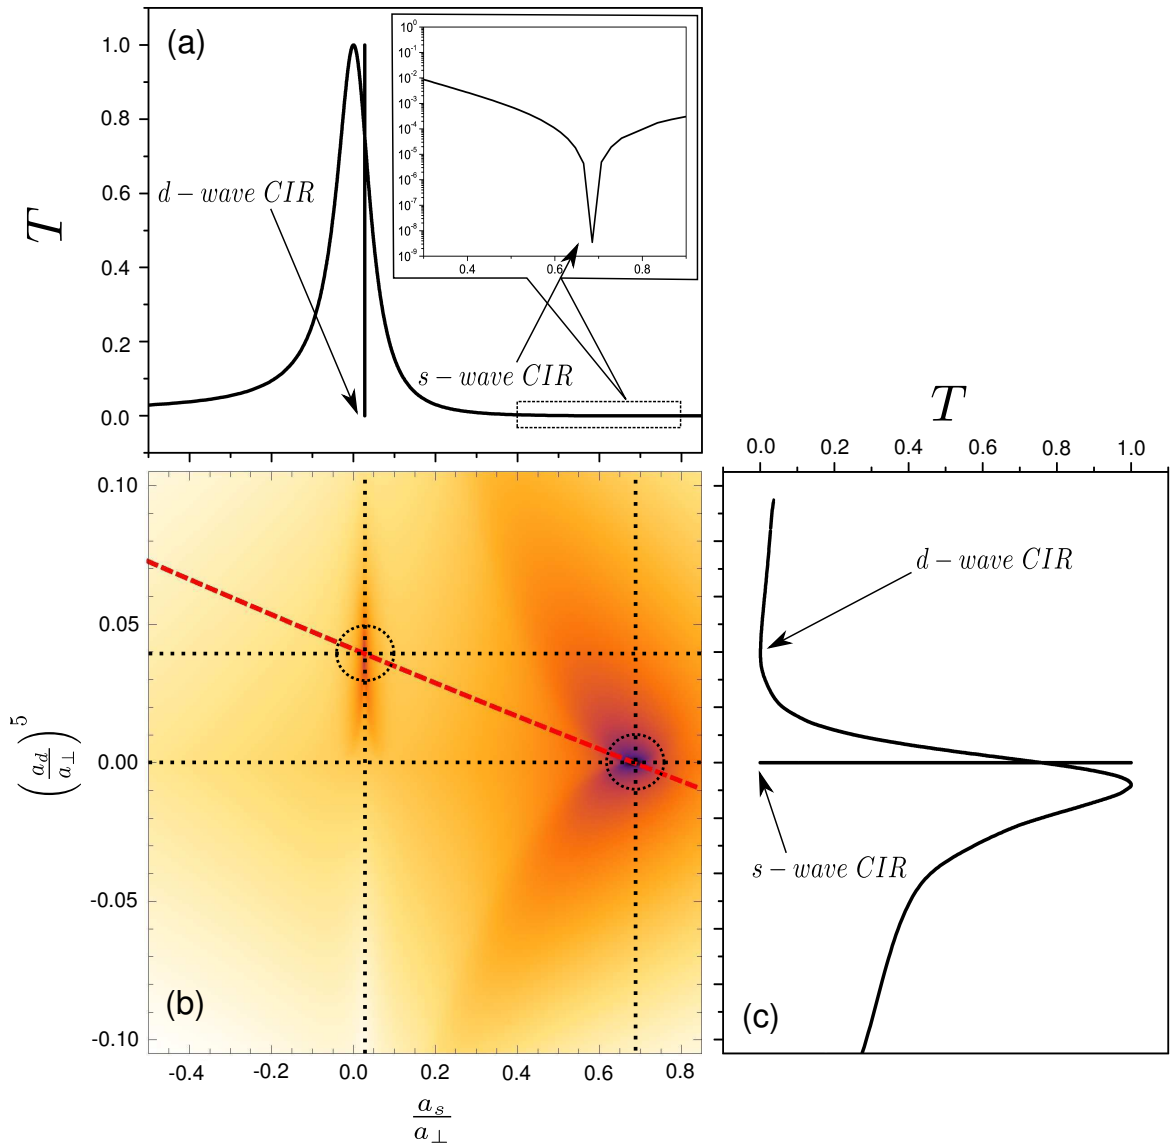 (a)
T
1.0
0.8
0.6
0.4
0.2
0.0
d − wave CIR
s − wave CIR
10^0
10^-1
10^-2
10^-3
10^-4
10^-5
10^-6
10^-7
10^-8
10^-9
0.4 0.6 0.8
(b)
(a_d/a_⊥)^5
0.10
0.05
0.00
-0.05
-0.10
-0.4 -0.2 0.0 0.2 0.4 0.6 0.8
a_s/a_⊥
T
0.0 0.2 0.4 0.6 0.8 1.0
d − wave CIR
s − wave CIR
(c)